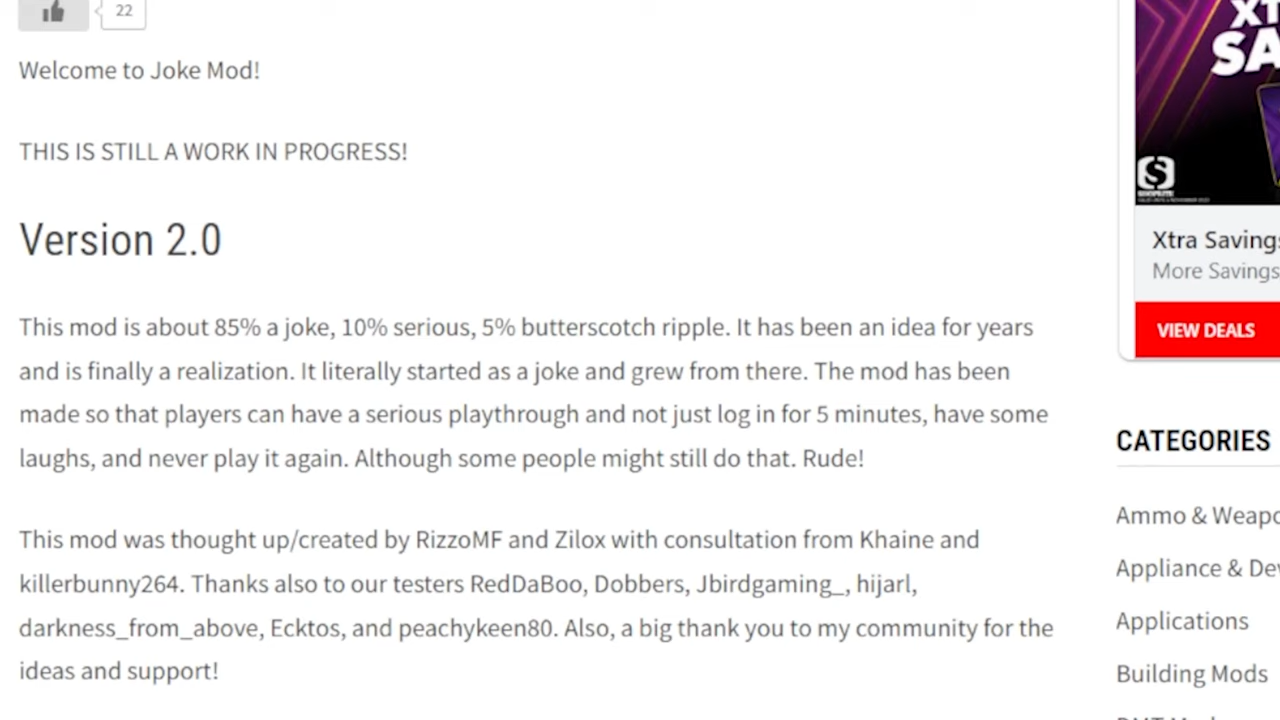 22
Welcome to Joke Mod!
THIS IS STILL A WORK IN PROGRESS!
Version 2.0
This mod is about 85% a joke, 10% serious, 5% butterscotch ripple. It has been an idea for years
and is finally a realization. It literally started as a joke and grew from there. The mod has been
made so that players can have a serious playthrough and not just log in for 5 minutes, have some
laughs, and never play it again. Although some people might still do that. Rude!
This mod was thought up/created by RizzoMF and Zilox with consultation from Khaine and
killerbunny264. Thanks also to our testers RedDaBoo, Dobbers, Jbirdgaming_, hijarl,
darkness_from_above, Ecktos, and peachykeen80. Also, a big thank you to my community for the
ideas and support!
XT
SA
Xtra Savings
More Savings
VIEW DEALS
CATEGORIES
Ammo & Weapo
Appliance & De
Applications
Building Mods